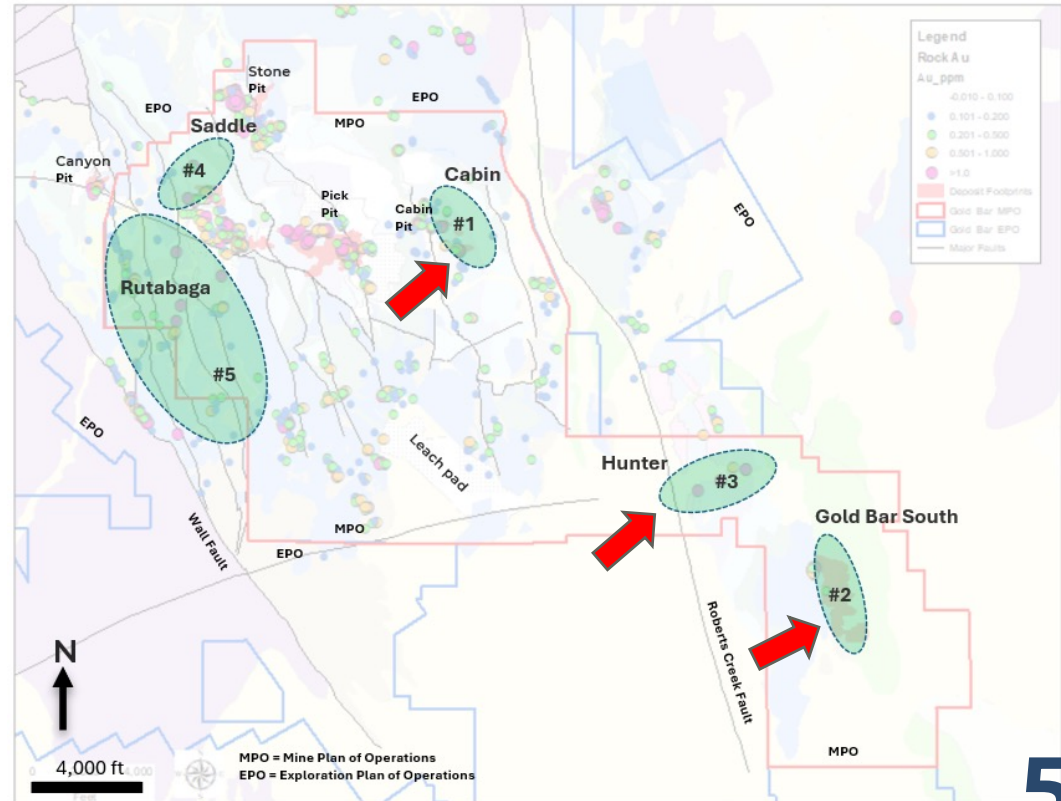 Legend
Rock Au
Au_ppm
-0.010 - 0.100
0.101 - 0.200
0.201 - 0.500
0.501 - 1.000
>1.0
Deposit Footprints
Gold Bar MPO
Gold Bar EPO
Major Faults
Stone
Pit
EPO
EPO
MPO
Saddle
#4
Canyon
Pit
Cabin
#1
Pick
Pit
Cabin
Pit
EPO
Rutabaga
#5
EPO
Leach pad
Hunter
#3
Gold Bar South
#2
MPO
EPO
Wall Fault
Roberts Creek Fault
N
MPO
4,000 ft
0
4,000
Feet
MPO = Mine Plan of Operations
EPO = Exploration Plan of Operations
5